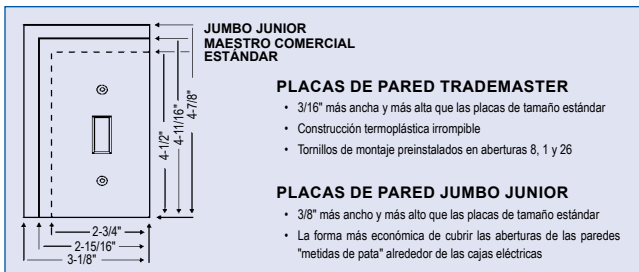 JUMBO JUNIOR
MAESTRO COMERCIAL
ESTÁNDAR
4-1/2"
4-11/16"
4-7/8"
2-3/4"
2-15/16"
3-1/8"
PLACAS DE PARED TRADEMASTER
• 3/16" más ancha y más alta que las placas de tamaño estándar
• Construcción termoplástica irrompible
• Tornillos de montaje preinstalados en aberturas 8, 1 y 26
PLACAS DE PARED JUMBO JUNIOR
• 3/8" más ancho y más alto que las placas de tamaño estándar
• La forma más económica de cubrir las aberturas de las paredes
"metidas de pata" alrededor de las cajas eléctricas